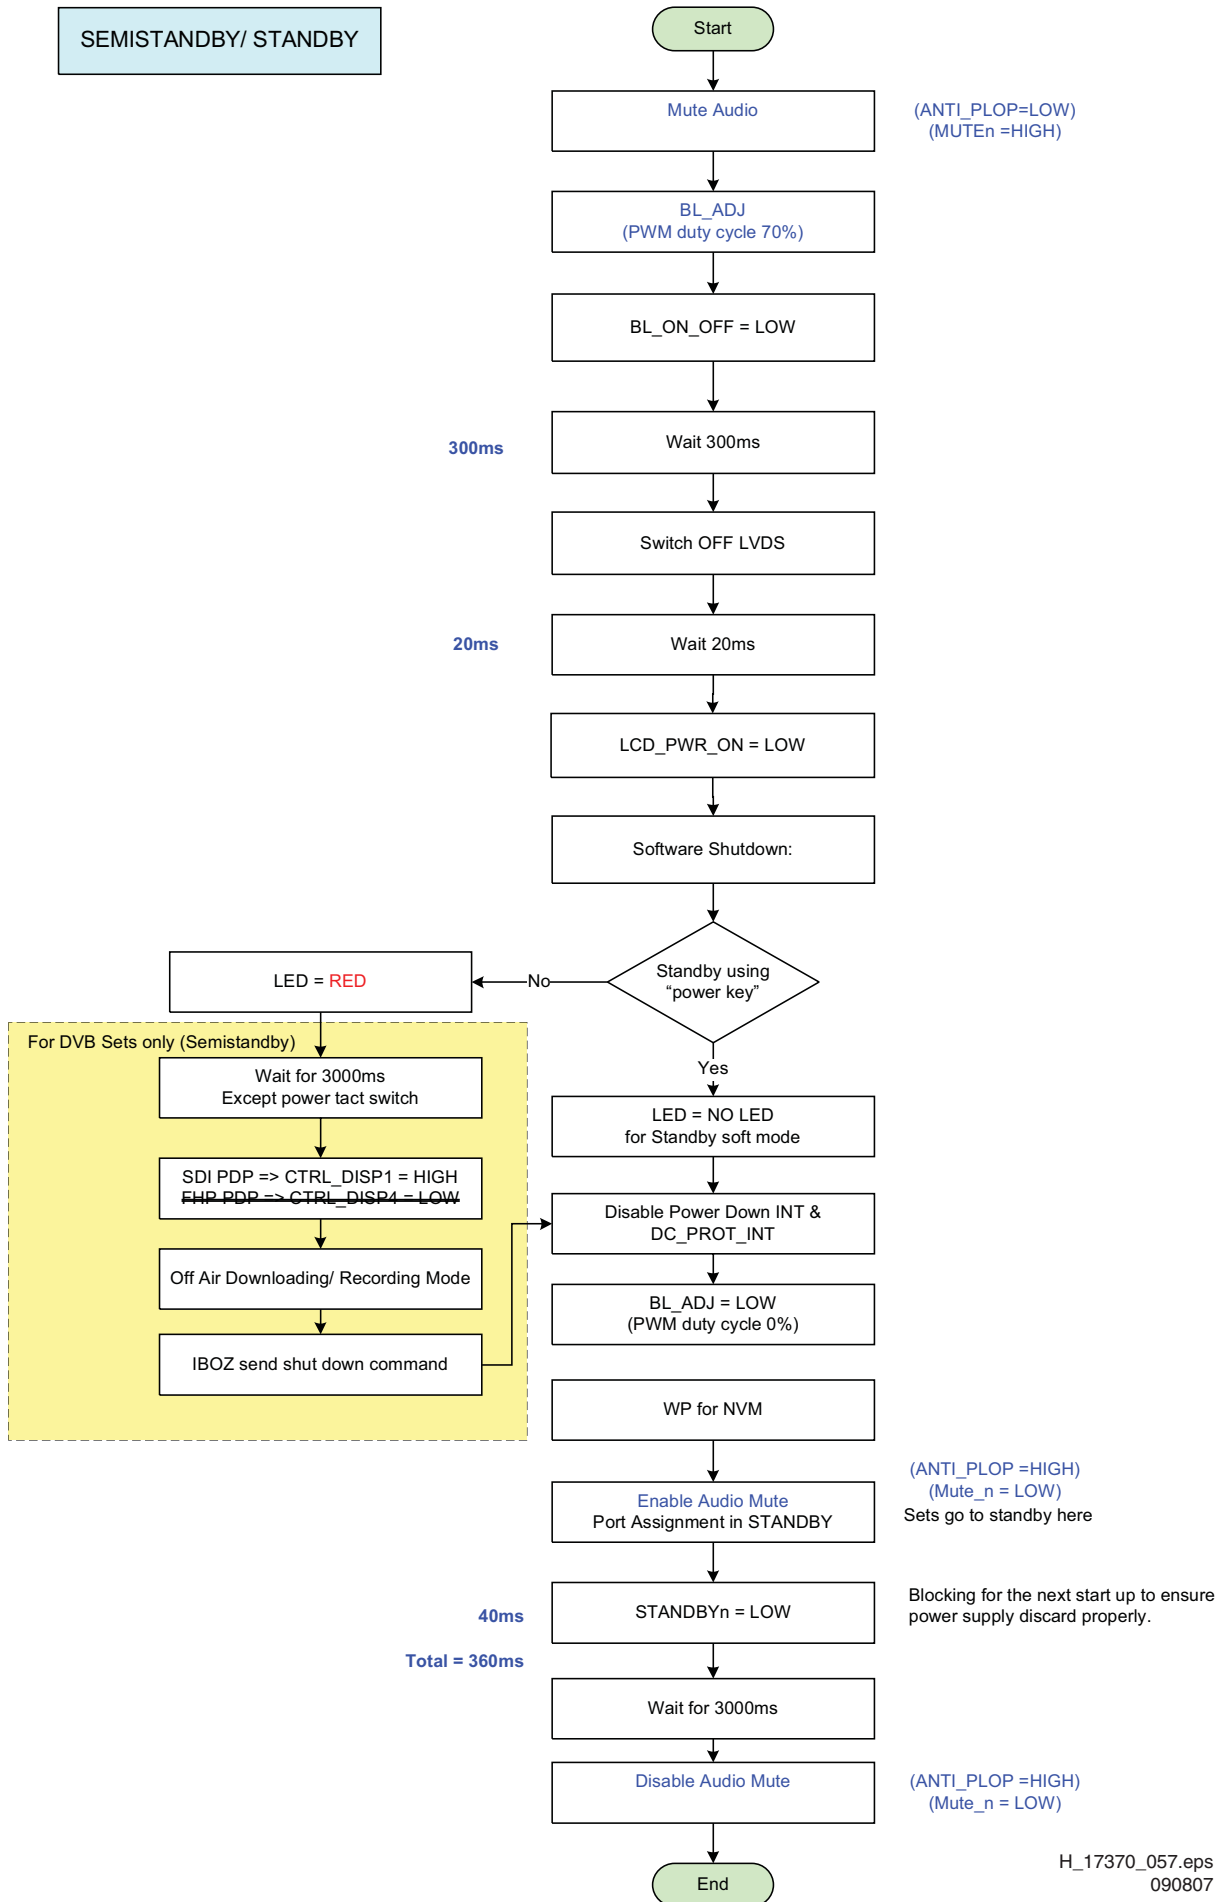 SEMISTANDBY/ STANDBY
Start
Mute Audio
(ANTI_PLOP=LOW)
(MUTEn =HIGH)
BL_ADJ
(PWM duty cycle 70%)
BL_ON_OFF = LOW
300ms
Wait 300ms
Switch OFF LVDS
20ms
Wait 20ms
LCD_PWR_ON = LOW
Software Shutdown:
Standby using
“power key”
No
LED = RED
Yes
For DVB Sets only (Semistandby)
Wait for 3000ms
Except power tact switch
SDI PDP => CTRL_DISP1 = HIGH
FHP PDP => CTRL_DISP4 = LOW
Off Air Downloading/ Recording Mode
IBOZ send shut down command
LED = NO LED
for Standby soft mode
Disable Power Down INT &
DC_PROT_INT
BL_ADJ = LOW
(PWM duty cycle 0%)
WP for NVM
Enable Audio Mute
Port Assignment in STANDBY
(ANTI_PLOP =HIGH)
(Mute_n = LOW)
Sets go to standby here
40ms
STANDBYn = LOW
Blocking for the next start up to ensure
power supply discard properly.
Total = 360ms
Wait for 3000ms
Disable Audio Mute
(ANTI_PLOP =HIGH)
(Mute_n = LOW)
End
H_17370_057.eps
090807